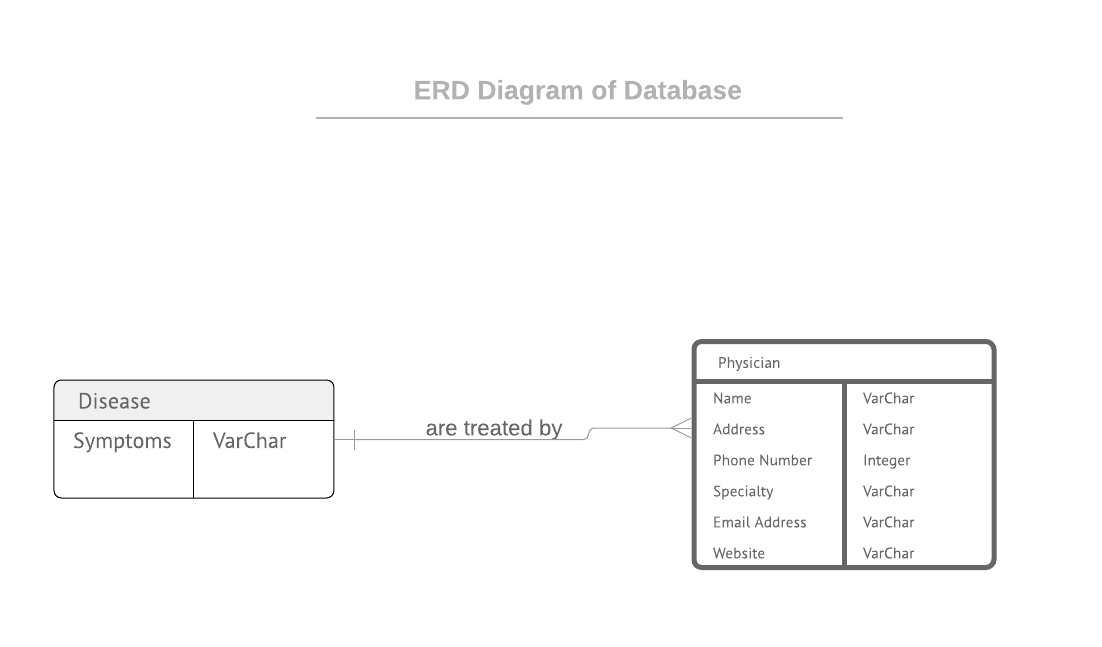 ERD Diagram of Database
Disease
Symptoms VarChar
are treated by
Physician
Name VarChar
Address VarChar
Phone Number Integer
Specialty VarChar
Email Address VarChar
Website VarChar